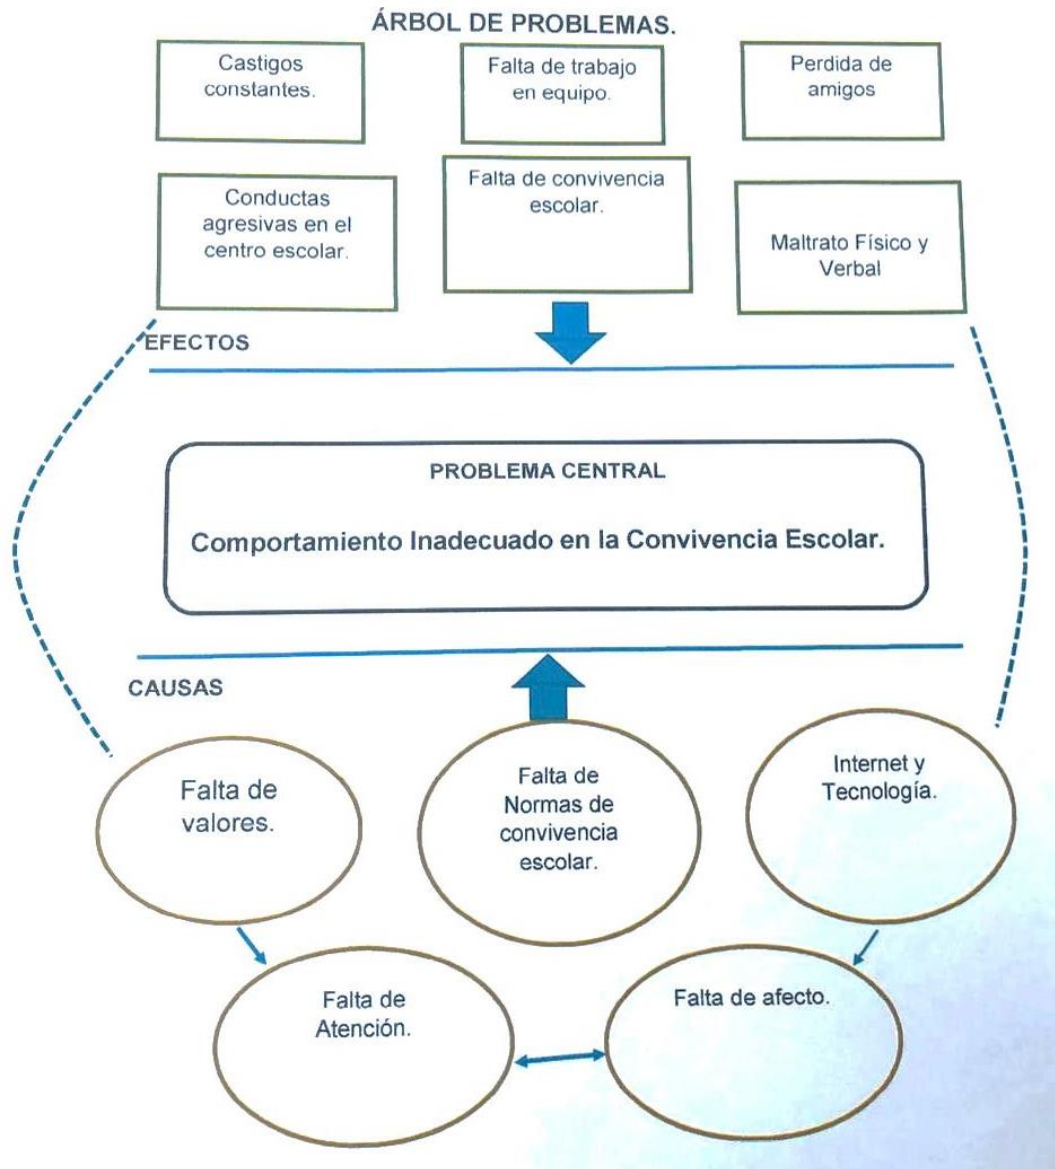 ÁRBOL DE PROBLEMAS.
Castigos
constantes.
Falta de trabajo
en equipo.
Perdida de
amigos
Conductas
agresivas en el
centro escolar.
Falta de convivencia
escolar.
Maltrato Físico y
Verbal
EFECTOS
PROBLEMA CENTRAL
Comportamiento Inadecuado en la Convivencia Escolar.
CAUSAS
Falta de
valores.
Falta de
Normas de
convivencia
escolar.
Internet y
Tecnología.
Falta de
Atención.
Falta de afecto.